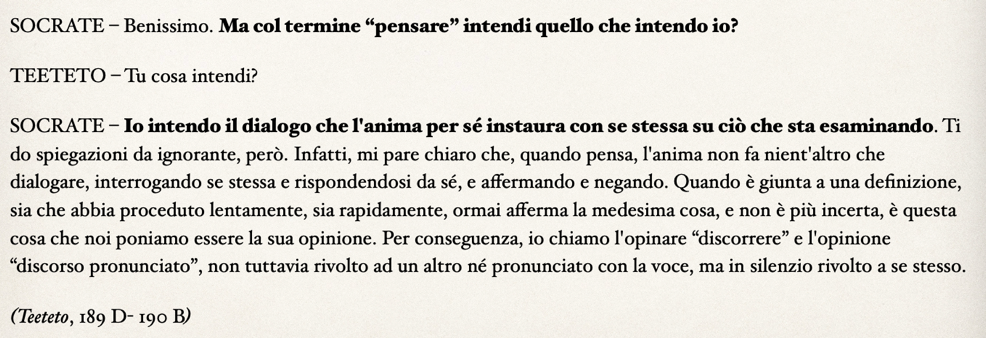 SOCRATE – Benissimo. Ma col termine “pensare” intendi quello che intendo io?
TEETETO – Tu cosa intendi?
SOCRATE – Io intendo il dialogo che l'anima per sé instaura con se stessa su ciò che sta esaminando. Ti
do spiegazioni da ignorante, però. Infatti, mi pare chiaro che, quando pensa, l'anima non fa nient'altro che
dialogare, interrogando se stessa e rispondendosi da sé, e affermando e negando. Quando è giunta a una definizione,
sia che abbia proceduto lentamente, sia rapidamente, ormai afferma la medesima cosa, e non è più incerta, è questa
cosa che noi poniamo essere la sua opinione. Per conseguenza, io chiamo l'opinare “discorrere” e l'opinione
“discorso pronunciato”, non tuttavia rivolto ad un altro né pronunciato con la voce, ma in silenzio rivolto a se stesso.
(Teeteto, 189 D- 190 B)